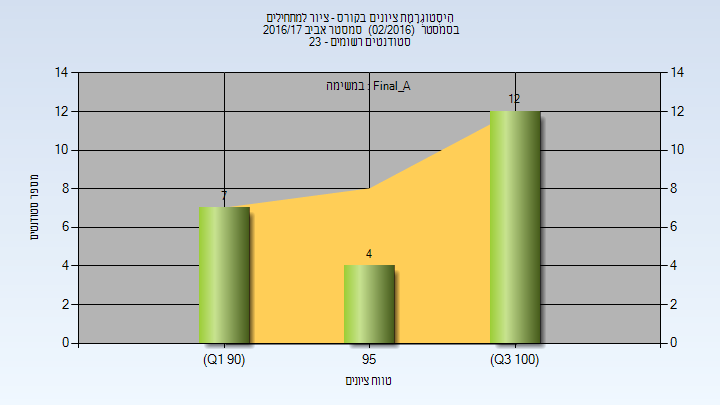 היסטוגרמת ציונים בקורס - ציור למתחילים
בסמסטר (02/2016) סמסטר אביב 2016/17
סטודנטים רשומים - 23
במשימה : Final_A
14
12
10
8
6
4
2
0
14
12
10
8
6
4
2
0
7
4
12
מספר סטודנטים
(Q1 90)
95
(Q3 100)
טווח ציונים